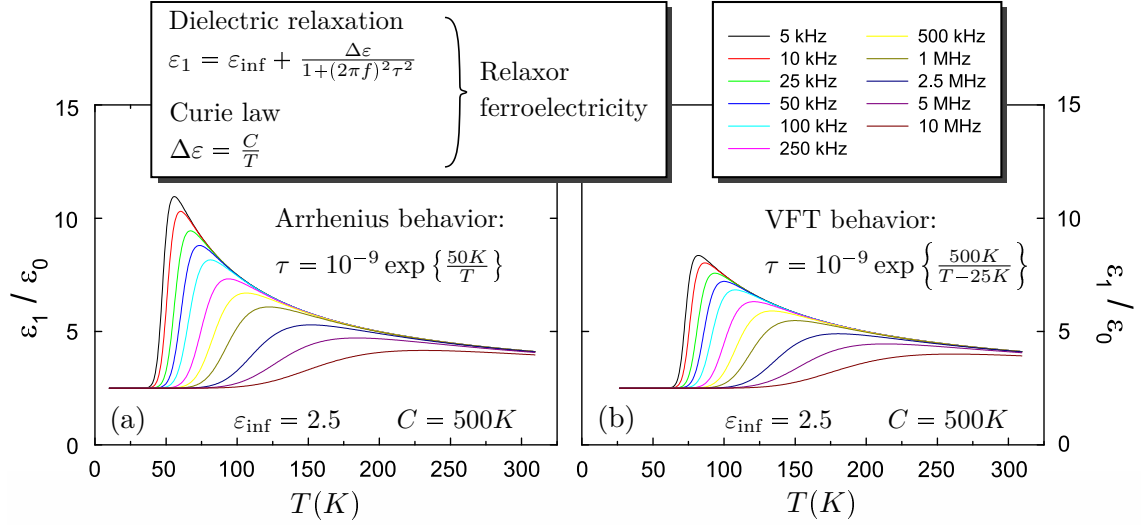 Dielectric relaxation
ε₁ = ε_inf + Δε / 1+(2πf)²τ²
Curie law
Δε = C/T
Relaxor
ferroelectricity
5 kHz
10 kHz
25 kHz
50 kHz
100 kHz
250 kHz
500 kHz
1 MHz
2.5 MHz
5 MHz
10 MHz
15
10
5
0
ε₁ / ε₀
Arrhenius behavior:
τ = 10⁻⁹ exp { 50K / T }
(a)
ε_inf = 2.5
C = 500K
0 50 100 150 200 250 300
T(K)
VFT behavior:
τ = 10⁻⁹ exp { 500K / T−25K }
(b)
ε_inf = 2.5
C = 500K
0 50 100 150 200 250 300
T(K)
15
10
5
0
ε₁ / ε₀